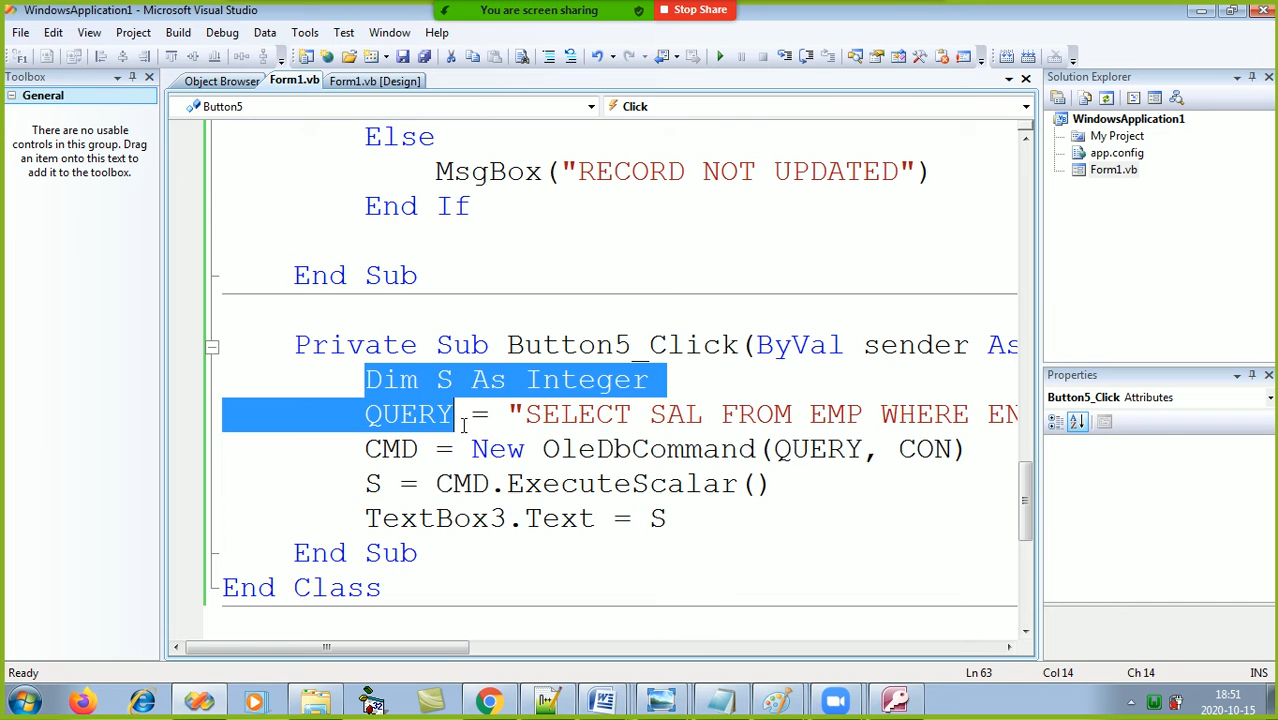 WindowsApplication1 - Microsoft Visual Studio
You are screen sharing
Stop Share
File Edit View Project Build Debug Data Tools Test Window Help
Toolbox
General
There are no usable
controls in this group. Drag
an item onto this text to
add it to the toolbox.
Object Browser Form1.vb Form1.vb [Design]
Button5 Click
Else
MsgBox("RECORD NOT UPDATED")
End If
End Sub
Private Sub Button5_Click(ByVal sender As
Dim S As Integer
QUERY = "SELECT SAL FROM EMP WHERE EN
CMD = New OleDbCommand(QUERY, CON)
S = CMD.ExecuteScalar()
TextBox3.Text = S
End Sub
End Class
Solution Explorer
WindowsApplication1
My Project
app.config
Form1.vb
Properties
Button5_Click Attributes
Ready Ln 63 Col 14 Ch 14 INS
18:51
2020-10-15